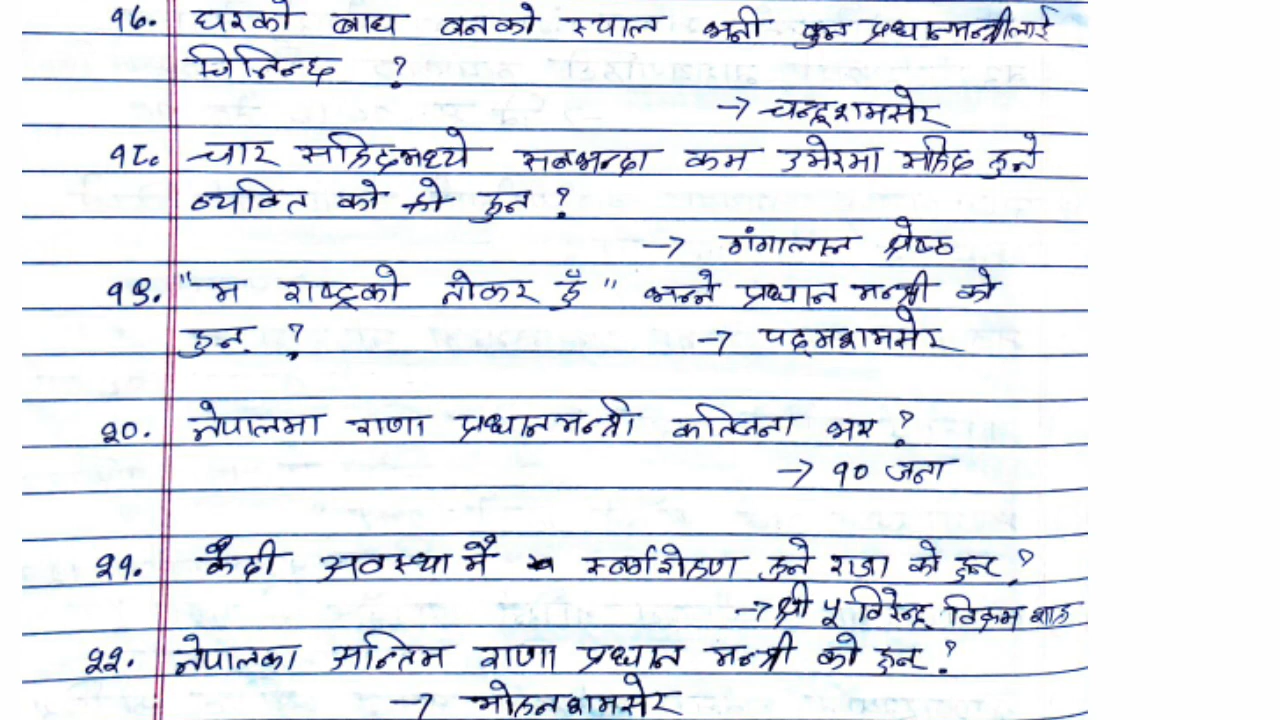 १७. घरको बाघ वनको स्याल भनी कुन प्रधानमन्त्रीलाई
चिनिन्छ ?
→ चन्द्रशमसेर
१८. चार सहिदमध्ये सबभन्दा कम उमेरमा सहिद हुने
व्यक्ति को हुन ?
→ गंगालाल श्रेष्ठ
१९. "म राष्ट्रको नोकर हुँ" भन्ने प्रधान मन्त्री को
हुन ?
→ पद्मशमसेर
२०. नेपालमा राणा प्रधानमन्त्री कतिजना भए ?
→ १० जना
२१. कैदी अवस्थामै स्वर्गारोहण हुने राजा को हुन ?
→ श्री ५ विरेन्द्र विक्रम शाह
२२. नेपालका अन्तिम राणा प्रधान मन्त्री को हुन ?
→ मोहनशमसेर